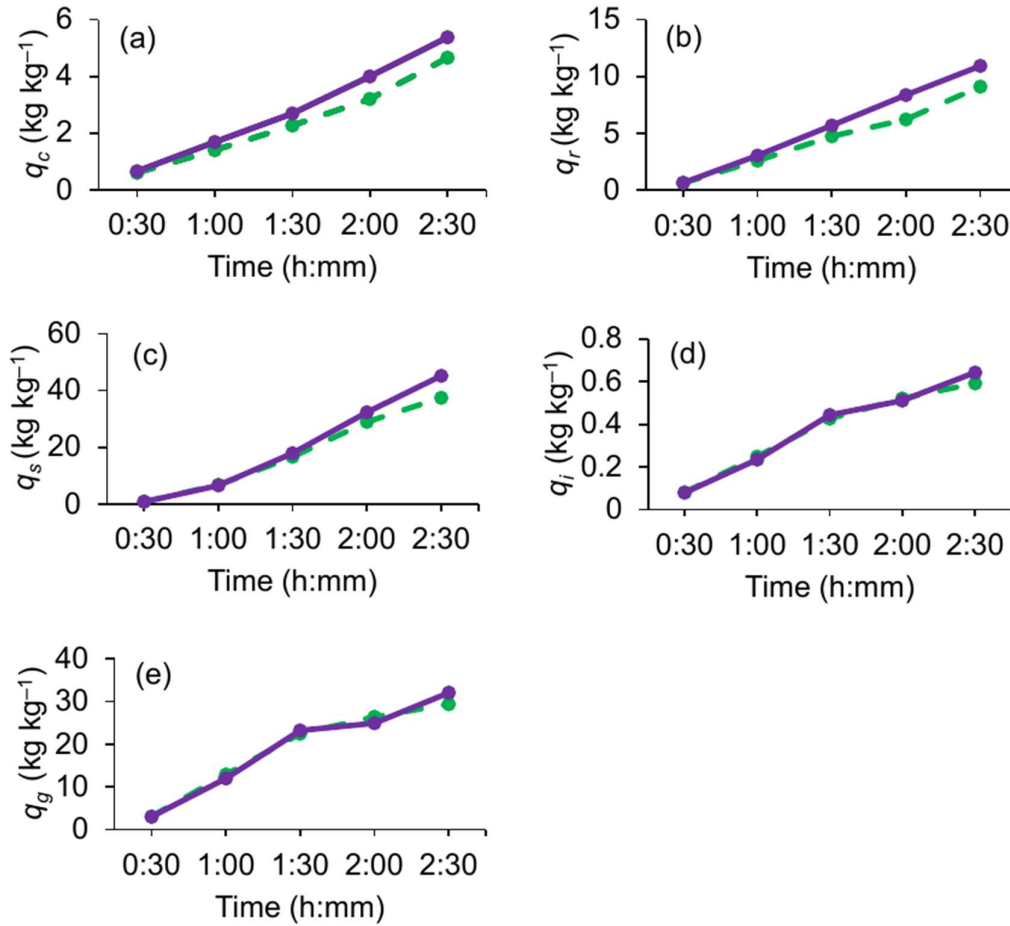 (a)
q_c (kg kg⁻¹)
6
4
2
0
0:30 1:00 1:30 2:00 2:30
Time (h:mm)
(b)
q_r (kg kg⁻¹)
15
10
5
0
0:30 1:00 1:30 2:00 2:30
Time (h:mm)
(c)
q_s (kg kg⁻¹)
60
40
20
0
0:30 1:00 1:30 2:00 2:30
Time (h:mm)
(d)
q_i (kg kg⁻¹)
0.8
0.6
0.4
0.2
0
0:30 1:00 1:30 2:00 2:30
Time (h:mm)
(e)
q_g (kg kg⁻¹)
40
30
20
10
0
0:30 1:00 1:30 2:00 2:30
Time (h:mm)